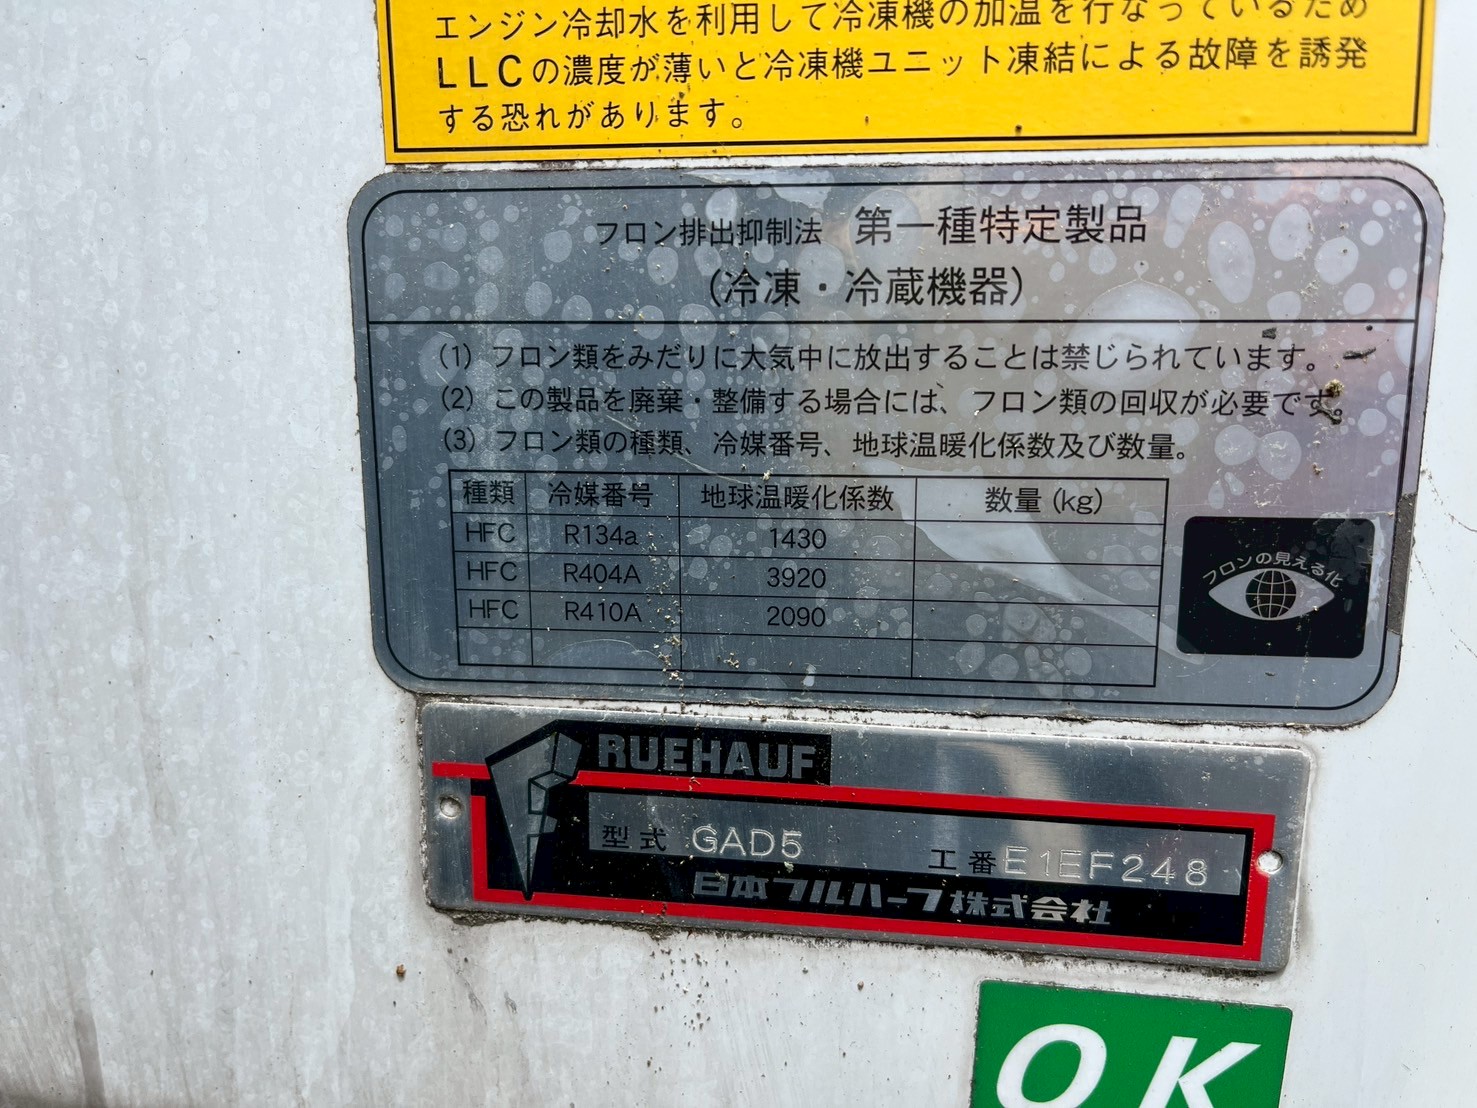 エンジン冷却水を利用して冷凍機の加温を行なっているため
LLCの濃度が薄いと冷凍機ユニット凍結による故障を誘発
する恐れがあります。
フロン排出抑制法 第一種特定製品
(冷凍・冷蔵機器)
(1) フロン類をみだりに大気中に放出することは禁じられています。
(2) この製品を廃棄・整備する場合には、フロン類の回収が必要です。
(3) フロン類の種類、冷媒番号、地球温暖化係数及び数量。
種類 冷媒番号 地球温暖化係数 数量 (kg)
HFC R134a 1430
HFC R404A 3920
HFC R410A 2090
フロンの見える化
RUEHAUF
型式 GAD5 工番 E1EF248
日本フルハーフ株式会社
OK